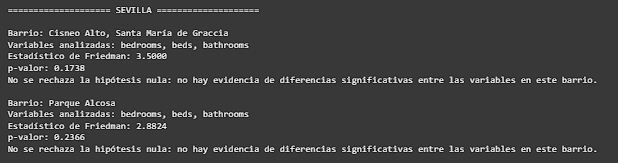 ==================== SEVILLA ====================
Barrio: Cisneo Alto, Santa María de Graccia
Variables analizadas: bedrooms, beds, bathrooms
Estadístico de Friedman: 3.5000
p-valor: 0.1738
No se rechaza la hipótesis nula: no hay evidencia de diferencias significativas entre las variables en este barrio.
Barrio: Parque Alcosa
Variables analizadas: bedrooms, beds, bathrooms
Estadístico de Friedman: 2.8824
p-valor: 0.2366
No se rechaza la hipótesis nula: no hay evidencia de diferencias significativas entre las variables en este barrio.